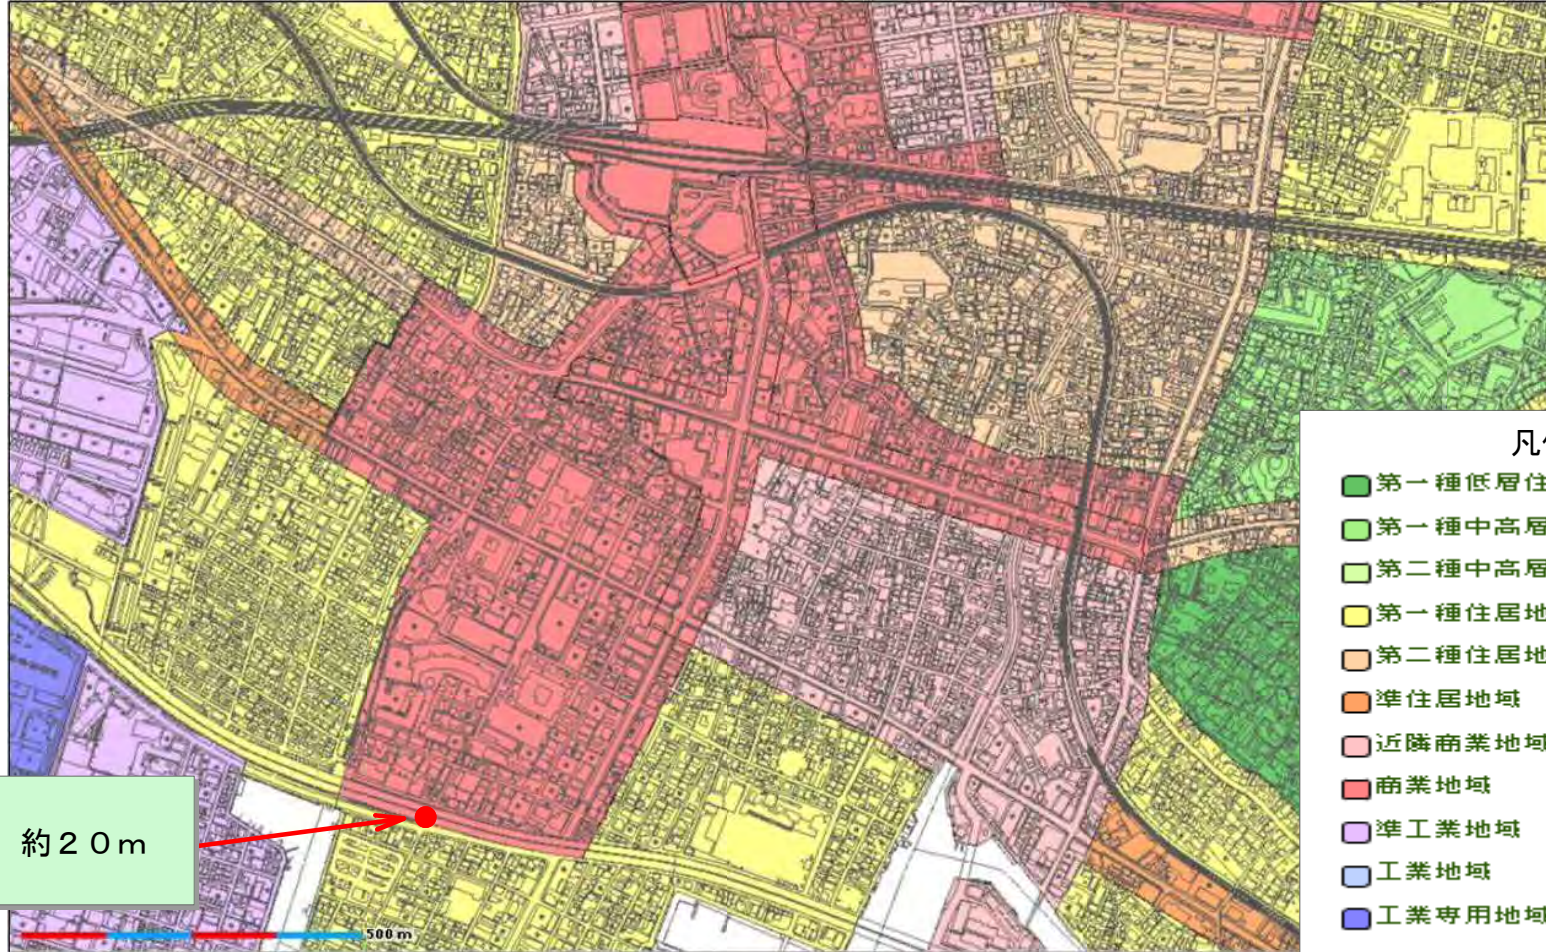 凡
第一種低層住
第一種中高層
第二種中高層
第一種住居地
第二種住居地
準住居地域
近隣商業地域
商業地域
準工業地域
工業地域
工業専用地域
約２０ｍ
500 m